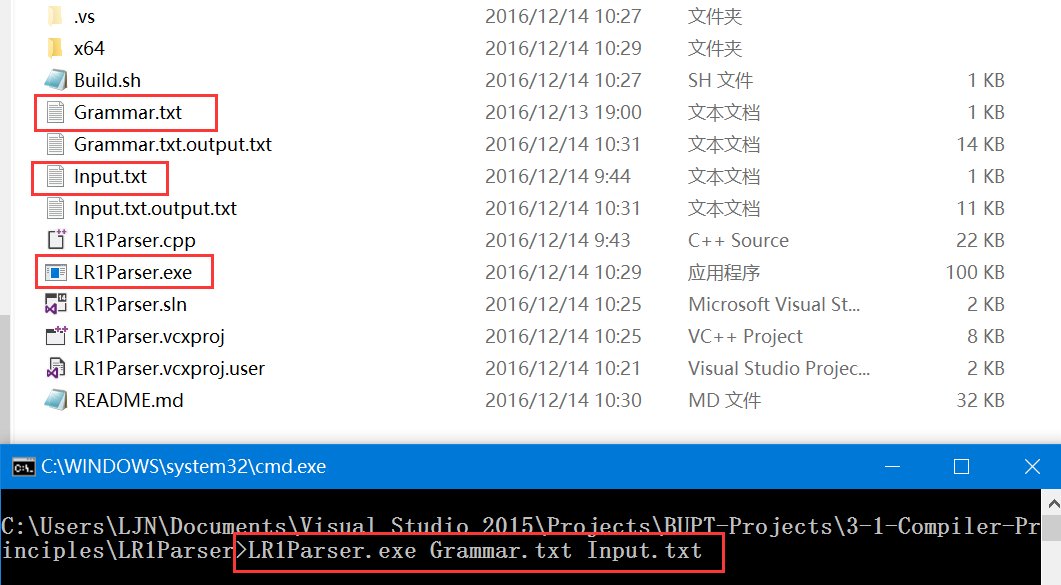 .vs 2016/12/14 10:27 文件夹
x64 2016/12/14 10:29 文件夹
Build.sh 2016/12/14 10:27 SH 文件 1 KB
Grammar.txt 2016/12/13 19:00 文本文档 1 KB
Grammar.txt.output.txt 2016/12/14 10:31 文本文档 14 KB
Input.txt 2016/12/14 9:44 文本文档 1 KB
Input.txt.output.txt 2016/12/14 10:31 文本文档 11 KB
LR1Parser.cpp 2016/12/14 9:43 C++ Source 22 KB
LR1Parser.exe 2016/12/14 10:29 应用程序 100 KB
LR1Parser.sln 2016/12/14 10:25 Microsoft Visual St... 2 KB
LR1Parser.vcxproj 2016/12/14 10:25 VC++ Project 8 KB
LR1Parser.vcxproj.user 2016/12/14 10:21 Visual Studio Projec... 2 KB
README.md 2016/12/14 10:30 MD 文件 32 KB
C:\WINDOWS\system32\cmd.exe
C:\Users\LJN\Documents\Visual Studio 2015\Projects\BUPT-Projects\3-1-Compiler-Pr
inciples\LR1Parser>LR1Parser.exe Grammar.txt Input.txt